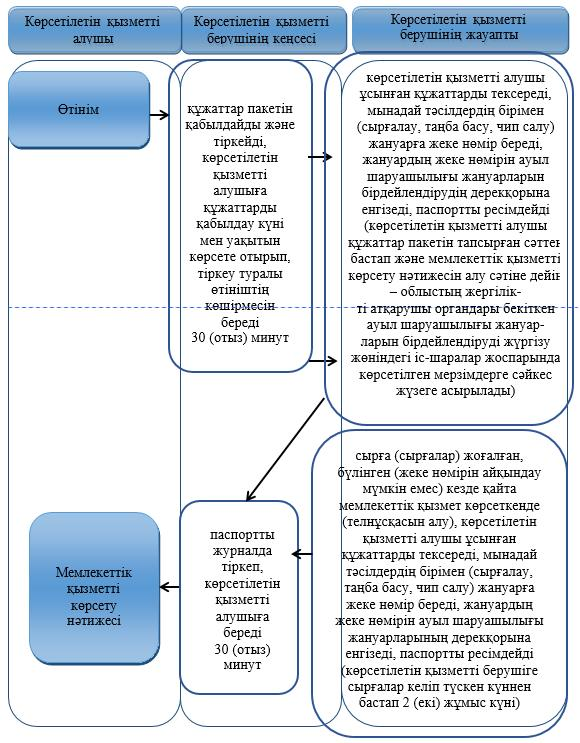 Көрсетілетін қызметті
алушы
Көрсетілетін қызметті
берушінің кеңсесі
Көрсетілетін қызметті
берушінің жауапты
Өтінім
құжаттар пакетін
қабылдайды және
тіркейді,
көрсетілетін
қызметті
алушыға
құжаттарды
қабылдау күні
мен уақытын
көрсете отырып,
тіркеу туралы
өтініштің
көшірмесін
береді
30 (отыз) минут
көрсетілетін қызметті алушы
ұсынған құжаттарды тексереді,
мынадай тәсілдердің бірімен
(сырғалау, таңба басу, чип салу)
жануарға жеке нөмір береді,
жануардың жеке нөмірін ауыл
шаруашылығы жануарларын
бірдейлендірудің дерекқорына
енгізеді, паспортты ресімдейді
(көрсетілетін қызметті алушы
құжаттар пакетін тапсырған сәттен
бастап және мемлекеттік қызметті
көрсету нәтижесін алу сәтіне дейін
– облыстың жергілік-
ті атқарушы органдары бекіткен
ауыл шаруашылығы жануар-
ларын бірдейлендіруді жүргізу
жөніндегі іс-шаралар жоспарында
көрсетілген мерзімдерге сәйкес
жүзеге асырылады)
Мемлекеттік
қызметті
көрсету
нәтижесі
паспортты
журналда
тіркеп,
көрсетілетін
қызметті
алушыға
береді
30 (отыз)
минут
сырға (сырғалар) жоғалған,
бүлінген (жеке нөмірін айқындау
мүмкін емес) кезде қайта
мемлекеттік қызмет көрсеткенде
(телнұсқасын алу), көрсетілетін
қызметті алушы ұсынған
құжаттарды тексереді, мынадай
тәсілдердің бірімен (сырғалау,
таңба басу, чип салу) жануарға
жеке нөмір береді, жануардың
жеке нөмірін ауыл шаруашылығы
жануарларының дерекқорына
енгізеді, паспортты ресімдейді
(көрсетілетін қызметті берушіге
сырғалар келіп түскен күннен
бастап 2 (екі) жұмыс күні)